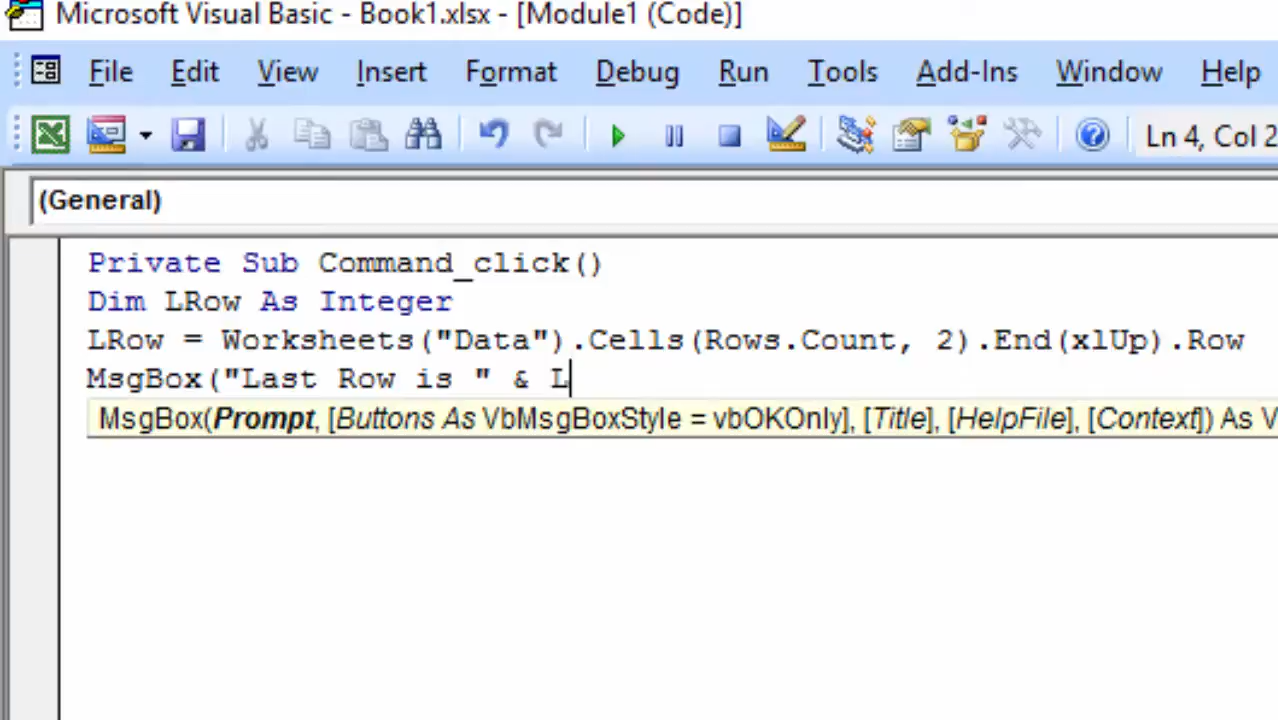 Microsoft Visual Basic - Book1.xlsx - [Module1 (Code)]
File Edit View Insert Format Debug Run Tools Add-Ins Window Help
Ln 4, Col 2
(General)
Private Sub Command_click()
Dim LRow As Integer
LRow = Worksheets("Data").Cells(Rows.Count, 2).End(xlUp).Row
MsgBox("Last Row is " & L
MsgBox(Prompt, [Buttons As VbMsgBoxStyle = vbOKOnly], [Title], [HelpFile], [Context]) As V